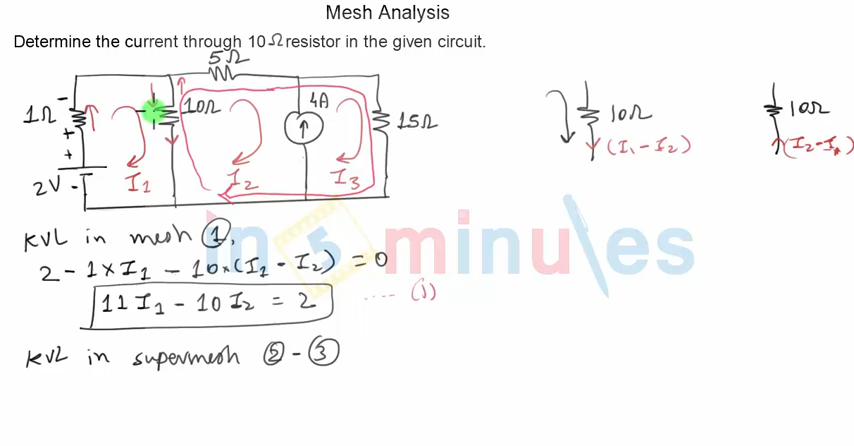 Mesh Analysis
Determine the current through 10 Ω resistor in the given circuit.
5Ω
1Ω
10Ω
4A
15Ω
2V
+
+
-
-
I1
I2
I3
10Ω
(I1 - I2)
10Ω
(I2 - I1)
in 5 minutes
KVL in mesh ①,
2 - 1 × I1 - 10 × (I1 - I2) = 0
11 I1 - 10 I2 = 2 .... (i)
KVL in supermesh ② - ③